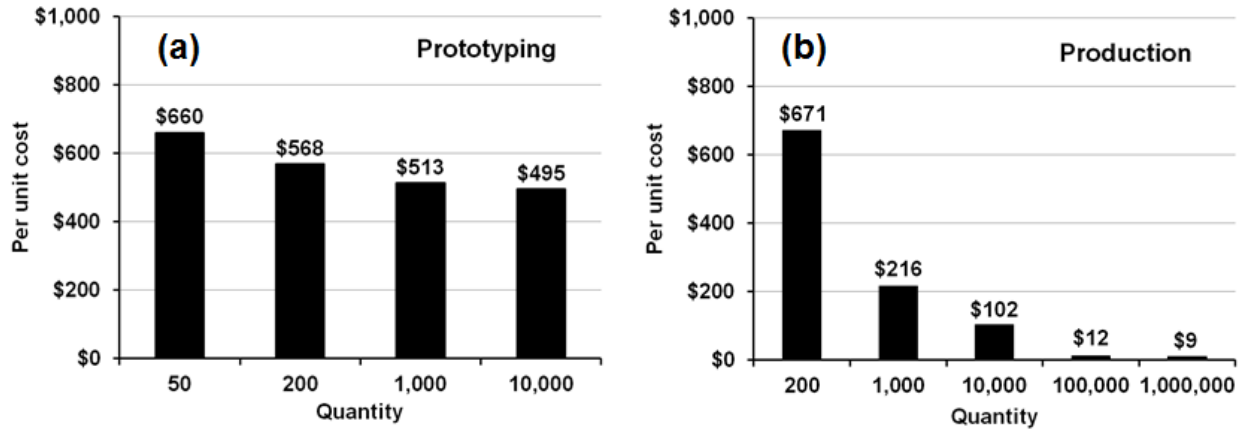 (a) Prototyping
Per unit cost
$1,000
$800
$600
$400
$200
$0
$660
$568
$513
$495
50 200 1,000 10,000
Quantity
(b) Production
Per unit cost
$1,000
$800
$600
$400
$200
$0
$671
$216
$102
$12
$9
200 1,000 10,000 100,000 1,000,000
Quantity